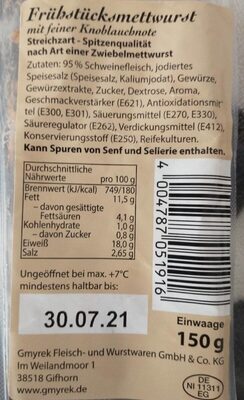 Frühstücksmettwurst
mit feiner Knoblauchnote
Streichzart - Spitzenqualität
nach Art einer Zwiebelmettwurst
Zutaten: 95 % Schweinefleisch, jodiertes
Speisesalz (Speisesalz, Kaliumjodat), Gewürze,
Gewürzextrakte, Zucker, Dextrose, Aroma,
Geschmacksverstärker (E621), Antioxidationsmit-
tel (E300, E301), Säuerungsmittel (E270, E330),
Säureregulator (E262), Verdickungsmittel (E412),
Konservierungsstoff (E250), Reifekulturen.
Kann Spuren von Senf und Sellerie enthalten.
Durchschnittliche
Nährwerte pro 100 g
Brennwert (kJ/kcal) 749/180
Fett 11,5 g
– davon gesättigte
Fettsäuren 4,1 g
Kohlenhydrate 1,0 g
– davon Zucker 0,8 g
Eiweiß 18,0 g
Salz 2,65 g
4 004787 051916
Ungeöffnet bei max. +7°C
mindestens haltbar bis:
30.07.21
Einwaage
150 g
Gmyrek Fleisch- und Wurstwaren GmbH & Co. KG
Im Weilandmoor 1
38518 Gifhorn
www.gmyrek.de
DE
NI 11311
EG